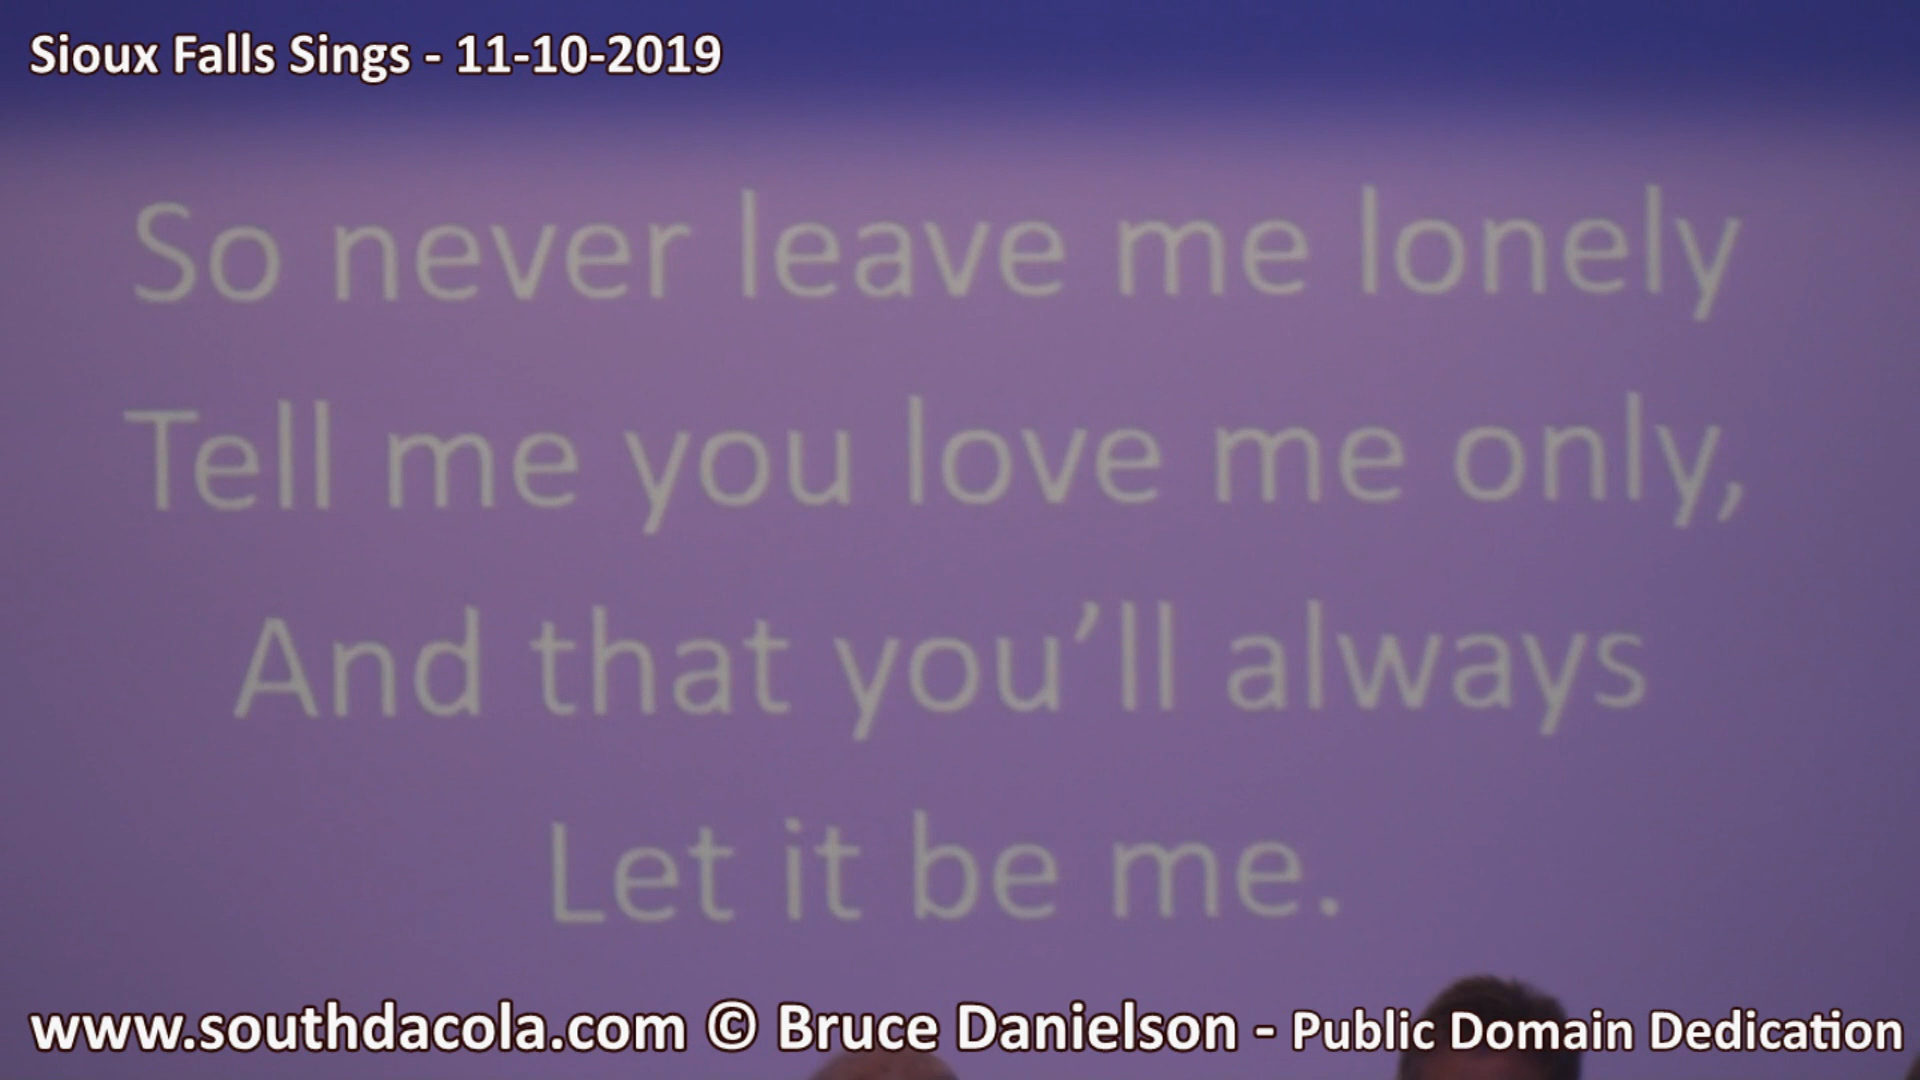 Sioux Falls Sings - 11-10-2019
So never leave me lonely
Tell me you love me only,
And that you’ll always
Let it be me.
www.southdacola.com © Bruce Danielson - Public Domain Dedication